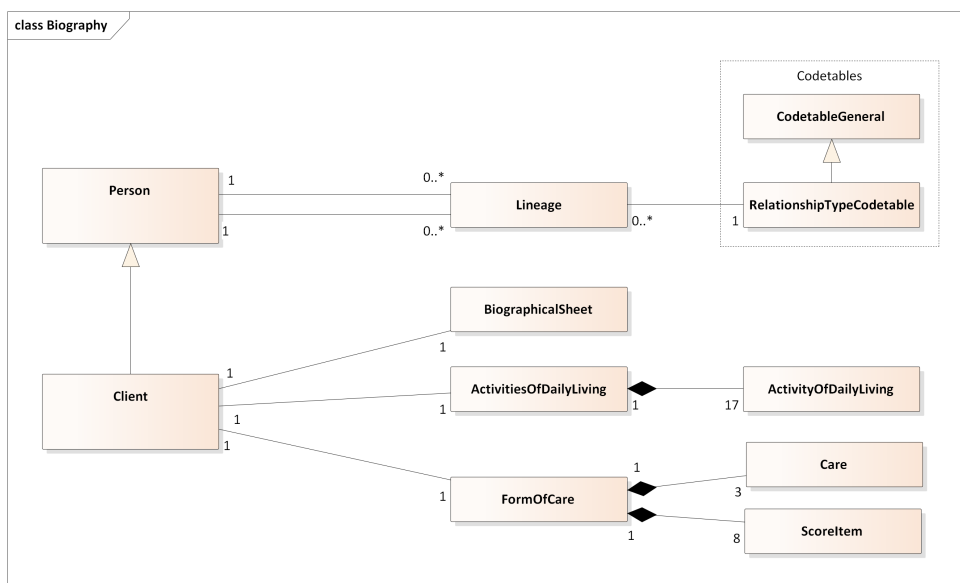 class Biography
Codetables
CodetableGeneral
Person
1
0..*
Lineage
0..*
1
RelationshipTypeCodetable
1
0..*
BiographicalSheet
1
1
Client
ActivitiesOfDailyLiving
1
17
ActivityOfDailyLiving
1
1
1
1
FormOfCare
1
3
Care
1
8
ScoreItem